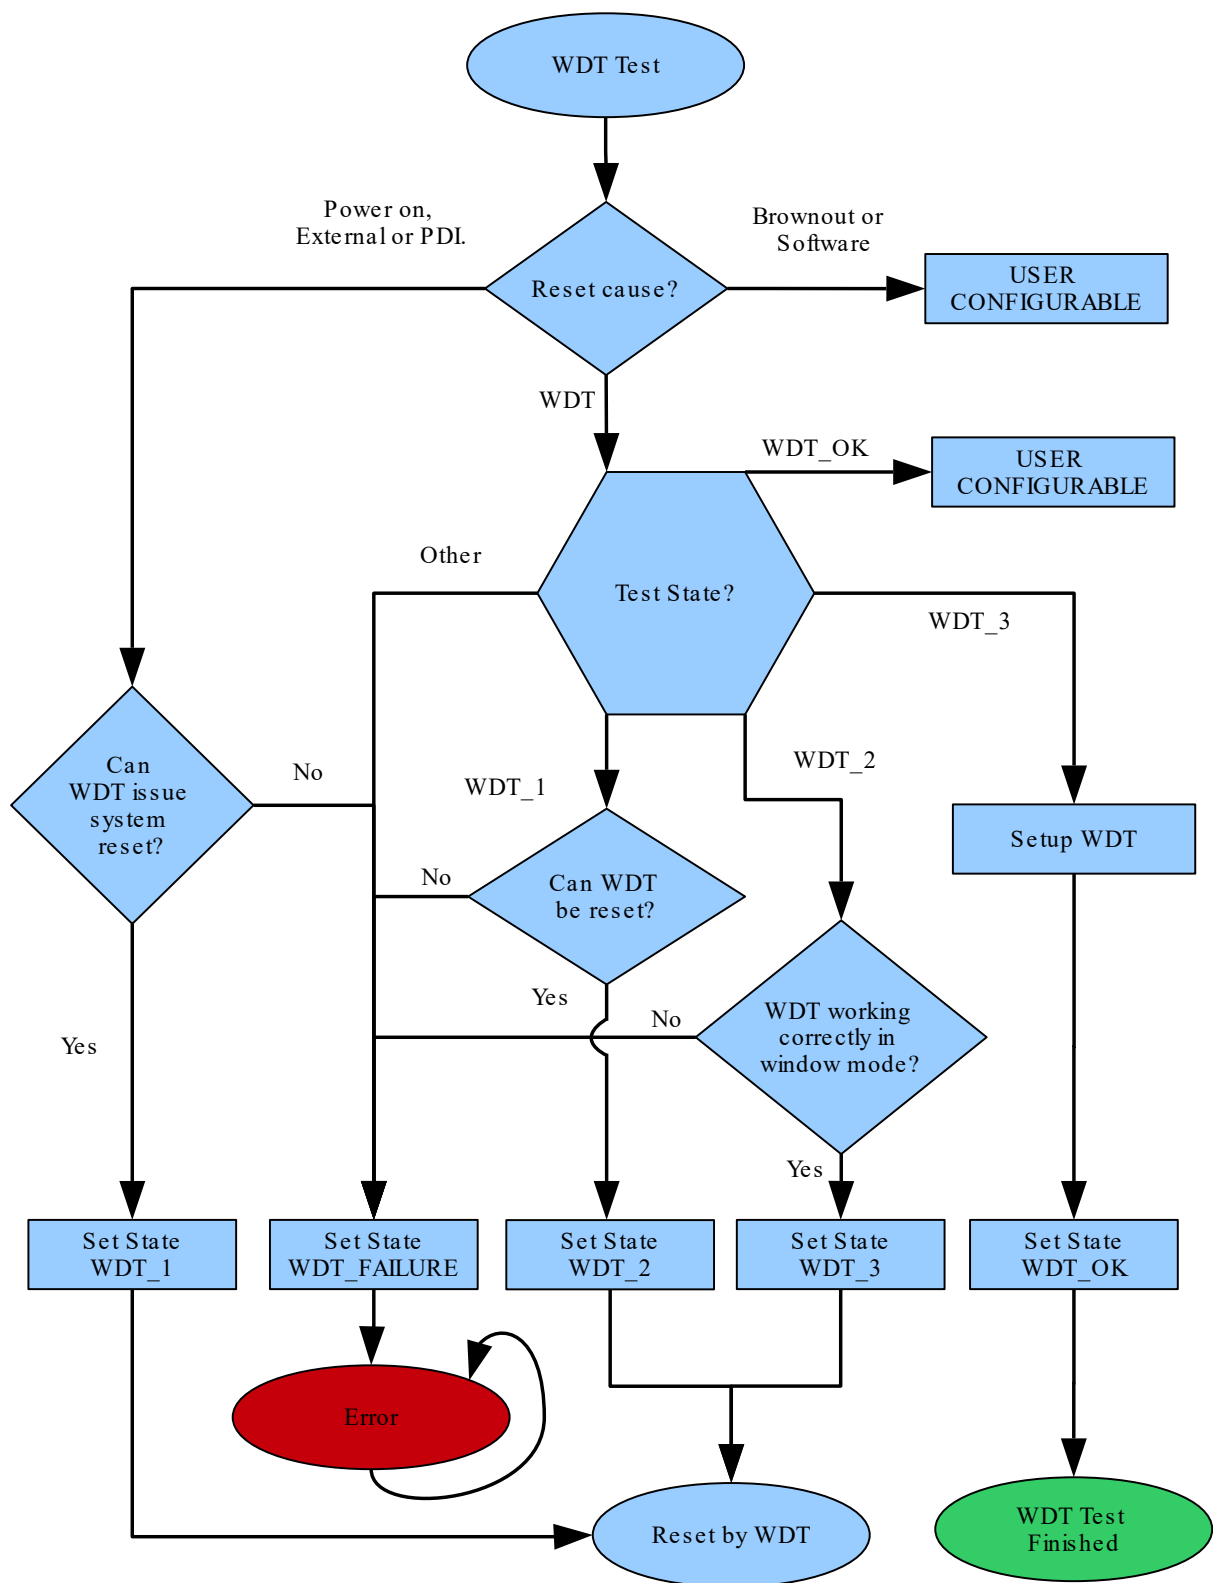 WDT Test
Power on,
External or PDI.
Brownout or
Software
Reset cause?
USER
CONFIGURABLE
WDT
WDT_OK
USER
CONFIGURABLE
Other
Test State?
WDT_3
Can
WDT issue
system
reset?
No
WDT_1
WDT_2
Setup WDT
No
Can WDT
be reset?
Yes
No
WDT working
correctly in
window mode?
Yes
Yes
Set State
WDT_1
Set State
WDT_FAILURE
Set State
WDT_2
Set State
WDT_3
Set State
WDT_OK
Error
Reset by WDT
WDT Test
Finished